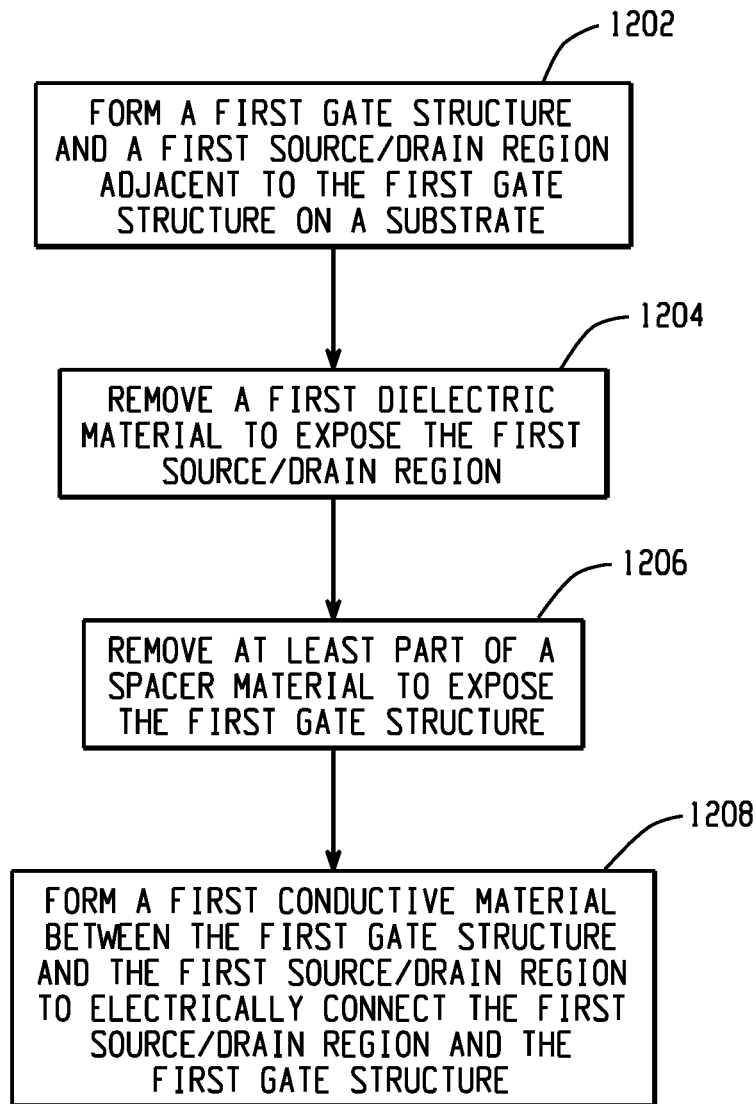 1202
FORM A FIRST GATE STRUCTURE
AND A FIRST SOURCE/DRAIN REGION
ADJACENT TO THE FIRST GATE
STRUCTURE ON A SUBSTRATE
1204
REMOVE A FIRST DIELECTRIC
MATERIAL TO EXPOSE THE FIRST
SOURCE/DRAIN REGION
1206
REMOVE AT LEAST PART OF A
SPACER MATERIAL TO EXPOSE
THE FIRST GATE STRUCTURE
1208
FORM A FIRST CONDUCTIVE MATERIAL
BETWEEN THE FIRST GATE STRUCTURE
AND THE FIRST SOURCE/DRAIN REGION
TO ELECTRICALLY CONNECT THE FIRST
SOURCE/DRAIN REGION AND THE
FIRST GATE STRUCTURE